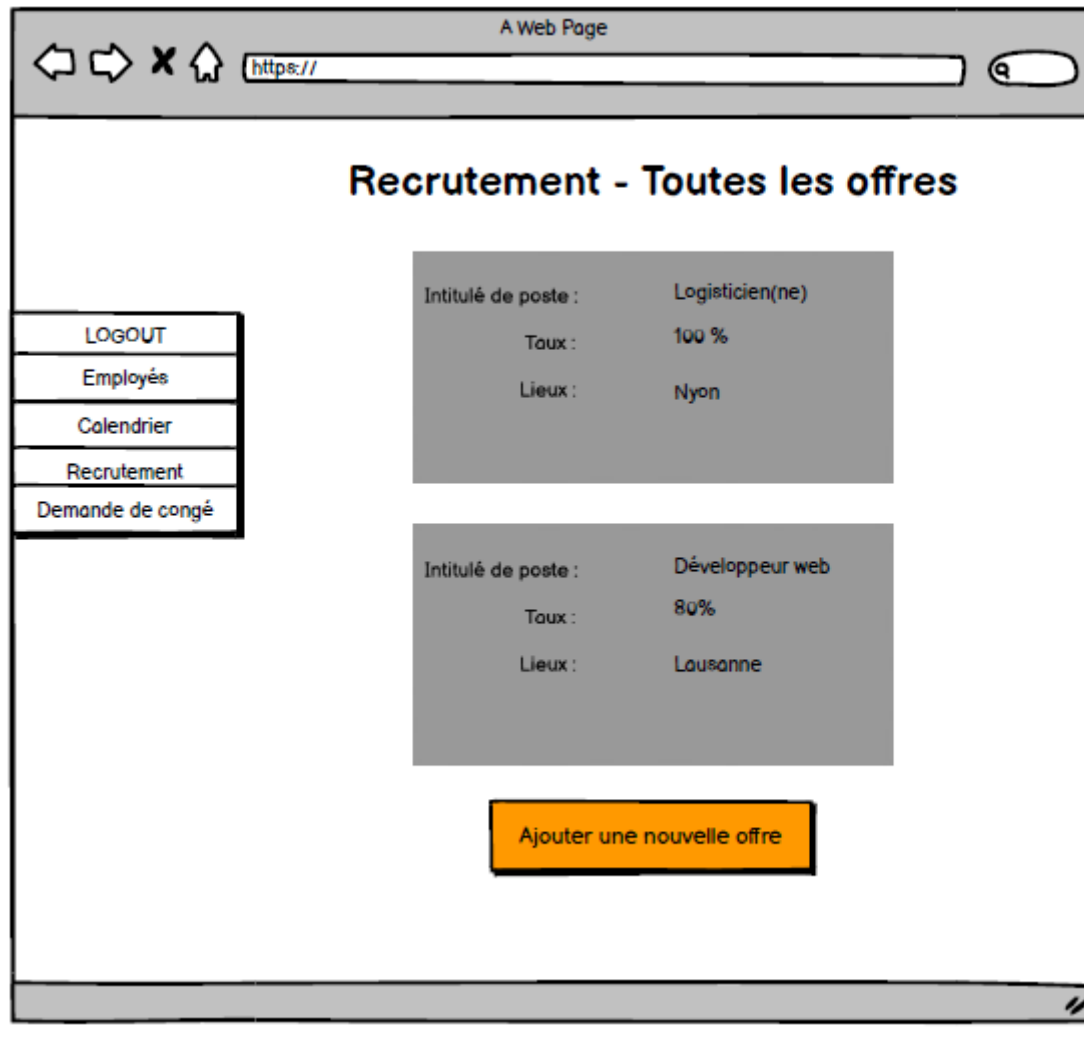 A Web Page
https://
Recrutement - Toutes les offres
LOGOUT
Employés
Calendrier
Recrutement
Demande de congé
Intitulé de poste : Logisticien(ne)
Taux : 100 %
Lieux : Nyon
Intitulé de poste : Développeur web
Taux : 80%
Lieux : Lausanne
Ajouter une nouvelle offre